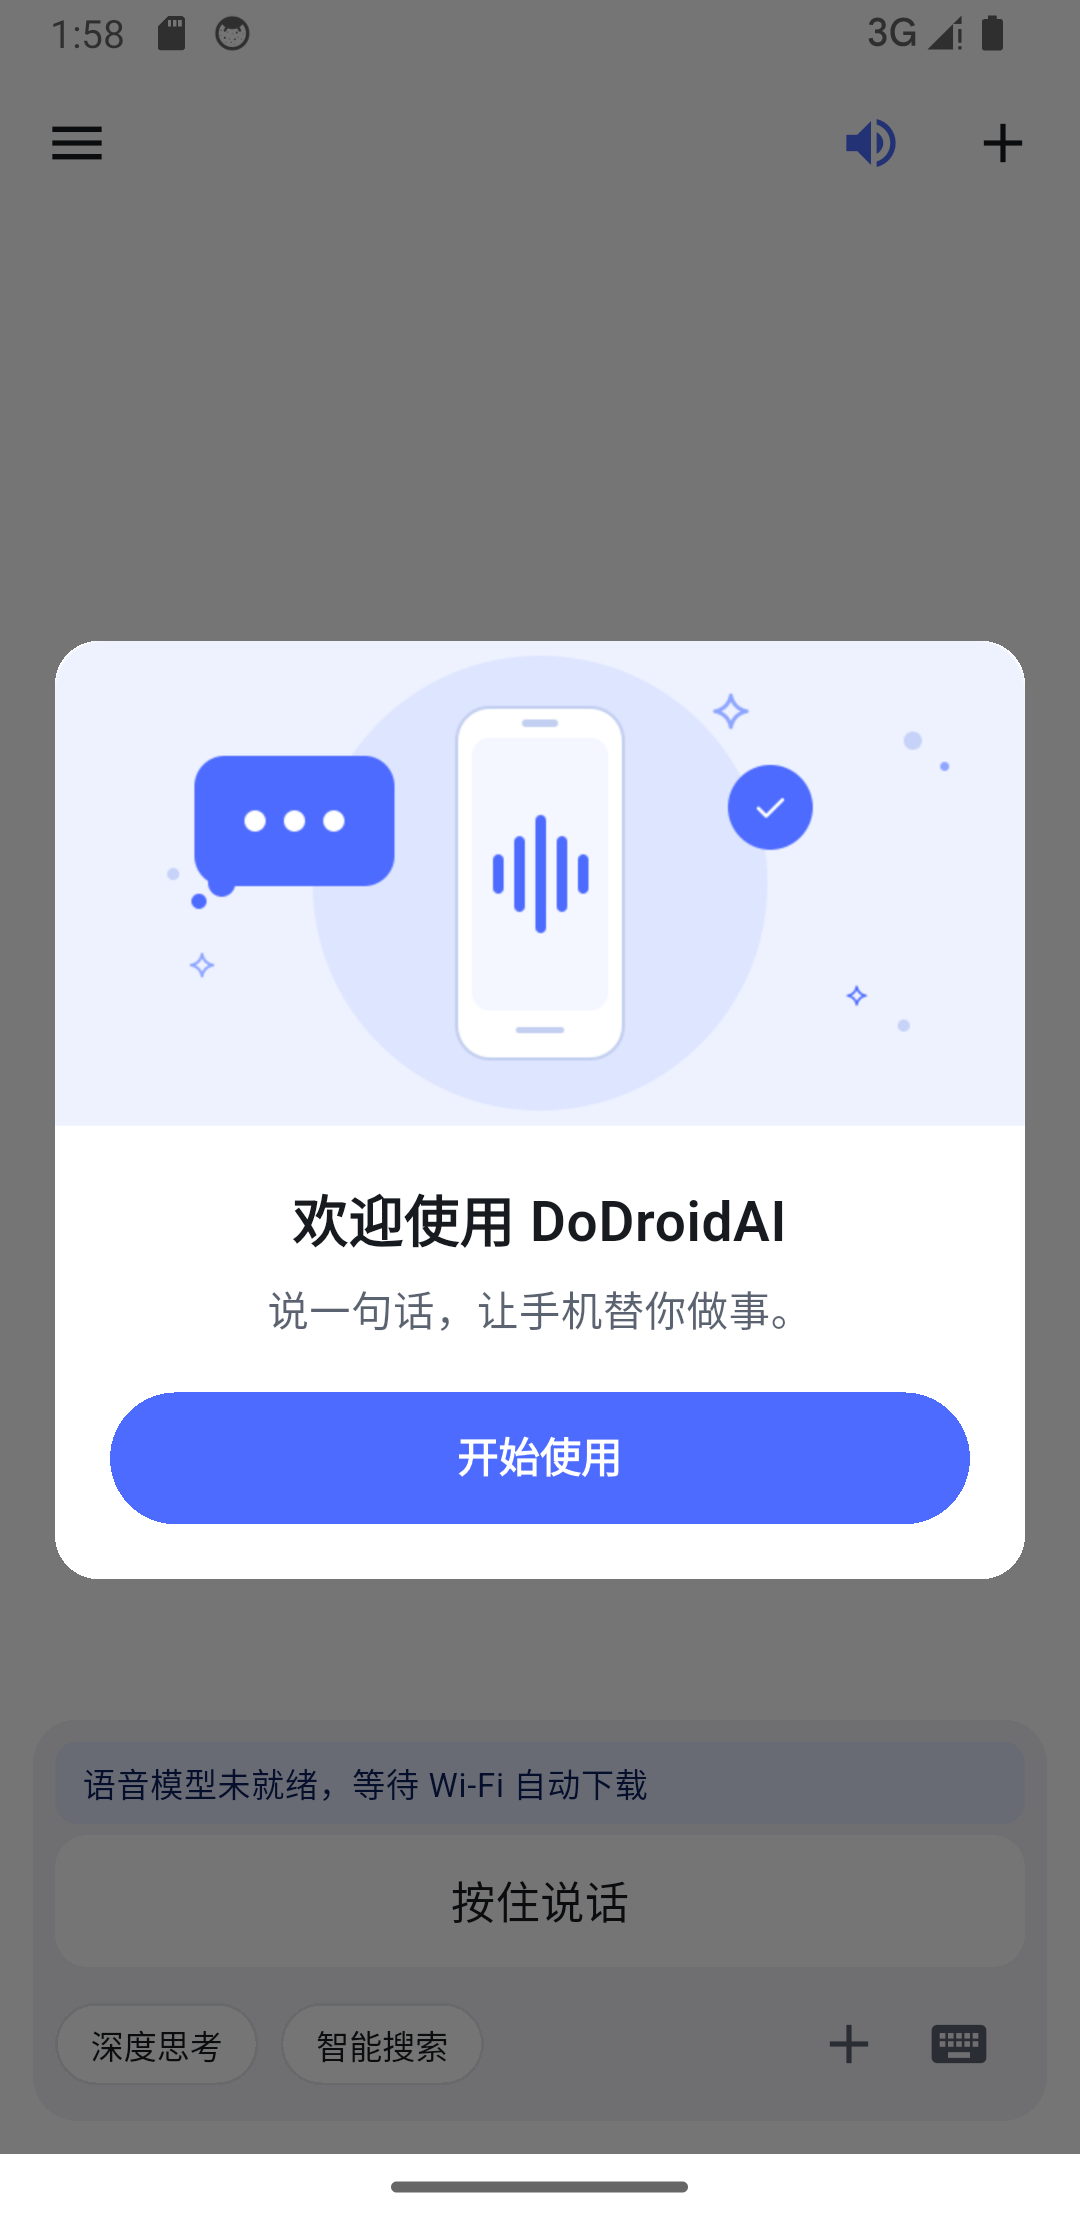 1:58
3G
欢迎使用 DoDroidAI
说一句话，让手机替你做事。
开始使用
语音模型未就绪，等待 Wi-Fi 自动下载
按住说话
深度思考
智能搜索